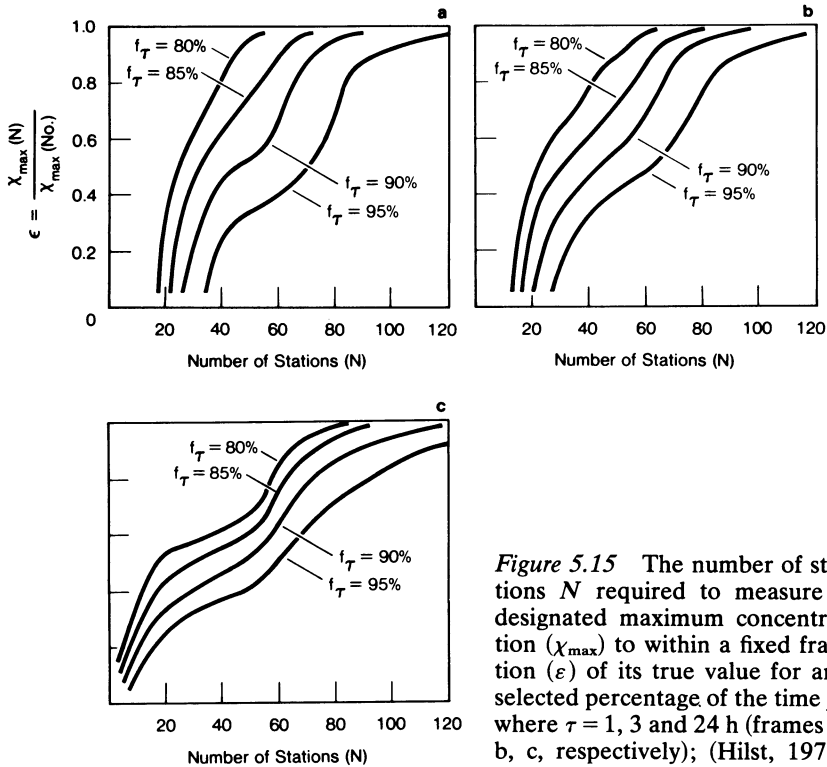 a
1.0
0.8
0.6
0.4
0.2
0
ϵ = χmax (N) / χmax (No.)
fτ = 80%
fτ = 85%
fτ = 90%
fτ = 95%
20 40 60 80 100 120
Number of Stations (N)
b
fτ = 80%
fτ = 85%
fτ = 90%
fτ = 95%
20 40 60 80 100 120
Number of Stations (N)
c
fτ = 80%
fτ = 85%
fτ = 90%
fτ = 95%
20 40 60 80 100 120
Number of Stations (N)
Figure 5.15 The number of st
tions N required to measure
designated maximum concentr
tion (χmax) to within a fixed fra
tion (ε) of its true value for a
selected percentage of the time
where τ = 1, 3 and 24 h (frames
b, c, respectively); (Hilst, 197